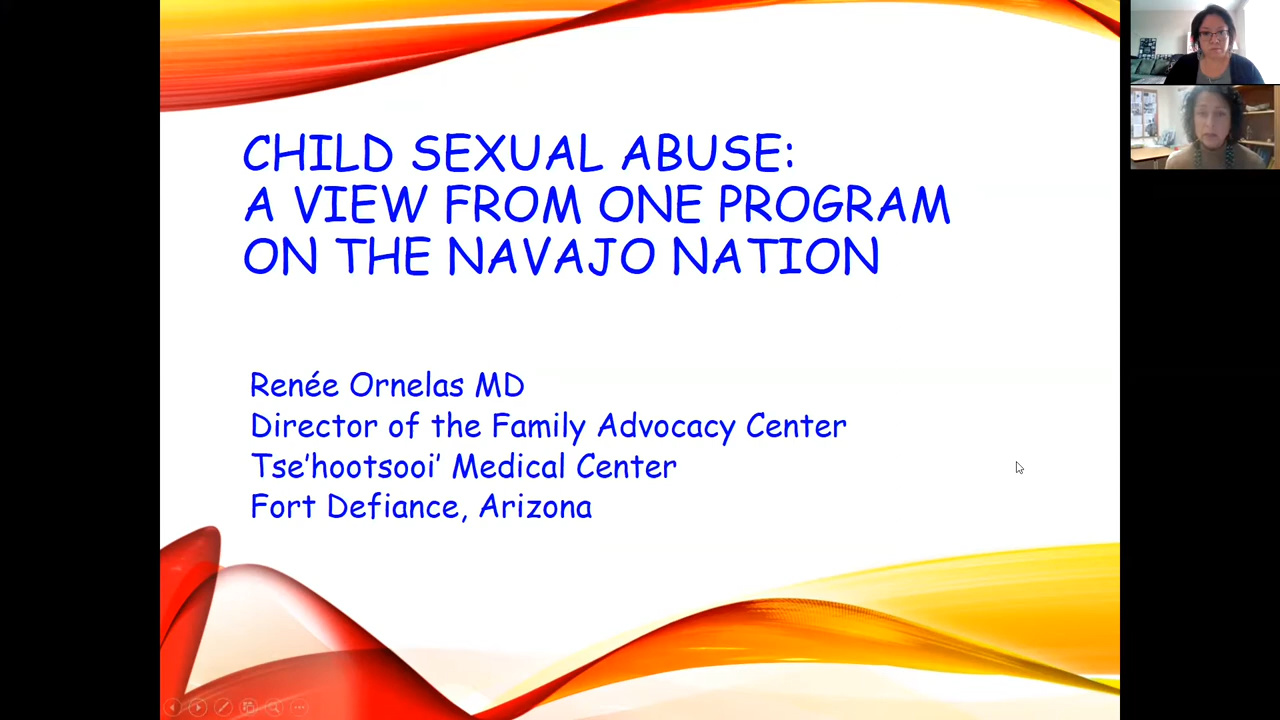 CHILD SEXUAL ABUSE:
A VIEW FROM ONE PROGRAM
ON THE NAVAJO NATION
Renée Ornelas MD
Director of the Family Advocacy Center
Tse’hootsooi’ Medical Center
Fort Defiance, Arizona